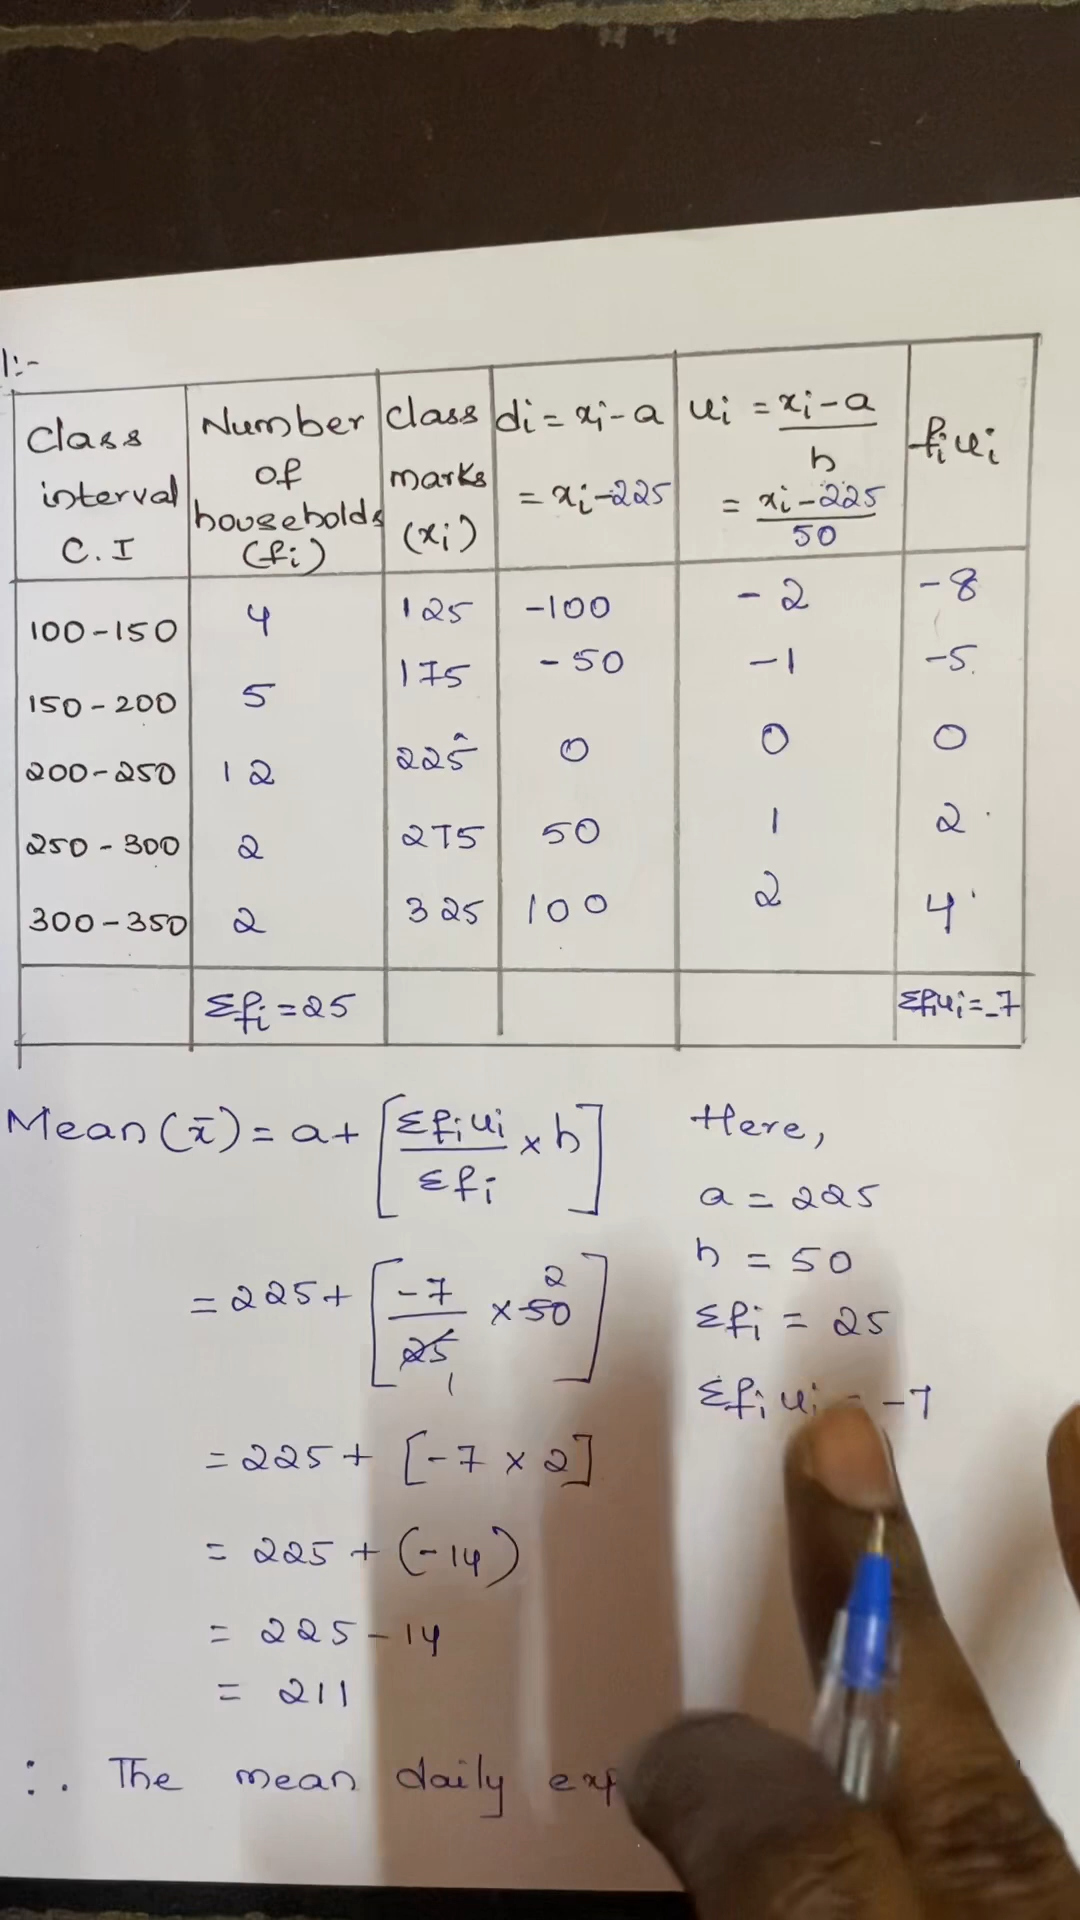 1:-
Class interval C.I | Number of households (fi) | Class marks (xi) | di = xi - a = xi - 225 | ui = xi - a / h = xi - 225 / 50 | fiui
100-150 | 4 | 125 | -100 | -2 | -8
150-200 | 5 | 175 | -50 | -1 | -5
200-250 | 12 | 225 | 0 | 0 | 0
250-300 | 2 | 275 | 50 | 1 | 2
300-350 | 2 | 325 | 100 | 2 | 4
Σfi = 25 | Σfiui = -7
Mean (x̄) = a + [Σfiui / Σfi × h]
= 225 + [-7 / 25 × 50] 1 2
= 225 + [-7 × 2]
= 225 + (-14)
= 225 - 14
= 211
Here,
a = 225
h = 50
Σfi = 25
Σfiui = -7
∴ The mean daily